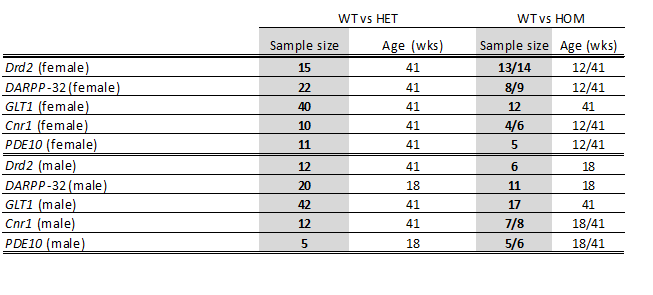 WT vs HET WT vs HOM
Sample size Age (wks) Sample size Age (wks)
Drd2 (female) 15 41 13/14 12/41
DARPP-32 (female) 22 41 8/9 12/41
GLT1 (female) 40 41 12 41
Cnr1 (female) 10 41 4/6 12/41
PDE10 (female) 11 41 5 12/41
Drd2 (male) 12 41 6 18
DARPP-32 (male) 20 18 11 18
GLT1 (male) 42 41 17 41
Cnr1 (male) 12 41 7/8 18/41
PDE10 (male) 5 18 5/6 18/41